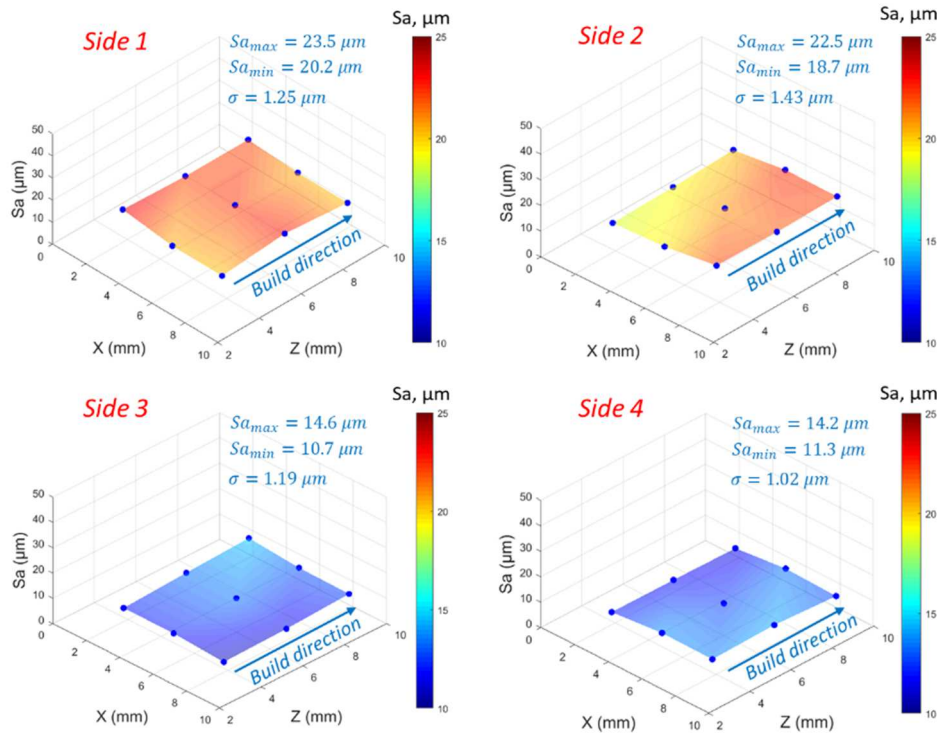 Side 1
Sa_max = 23.5 μm
Sa_min = 20.2 μm
σ = 1.25 μm
Sa, μm
25
20
15
10
Sa (μm)
50
40
30
20
10
0
0
2
4
6
8
10
X (mm)
2
4
6
8
10
Z (mm)
Build direction
Side 2
Sa_max = 22.5 μm
Sa_min = 18.7 μm
σ = 1.43 μm
Sa, μm
25
20
15
10
Sa (μm)
50
40
30
20
10
0
0
2
4
6
8
10
X (mm)
2
4
6
8
10
Z (mm)
Build direction
Side 3
Sa_max = 14.6 μm
Sa_min = 10.7 μm
σ = 1.19 μm
Sa, μm
25
20
15
10
Sa (μm)
50
40
30
20
10
0
0
2
4
6
8
10
X (mm)
2
4
6
8
10
Z (mm)
Build direction
Side 4
Sa_max = 14.2 μm
Sa_min = 11.3 μm
σ = 1.02 μm
Sa, μm
25
20
15
10
Sa (μm)
50
40
30
20
10
0
0
2
4
6
8
10
X (mm)
2
4
6
8
10
Z (mm)
Build direction